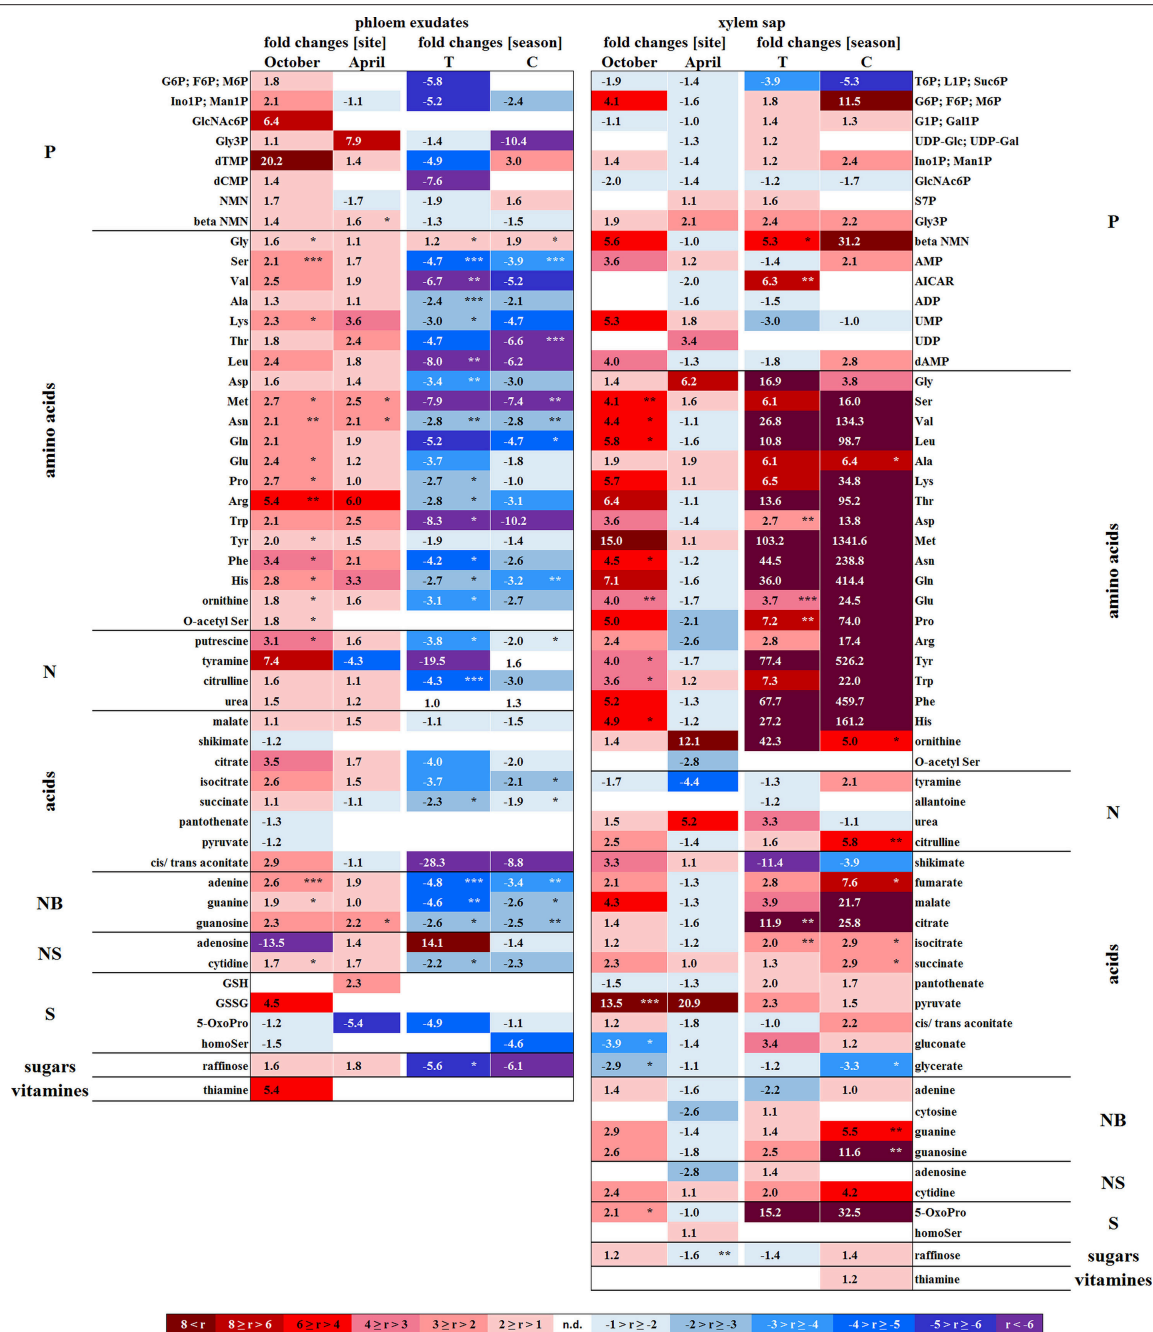 phloem exudates xylem sap
fold changes [site] fold changes [season] fold changes [site] fold changes [season]
October April T C October April T C
P
G6P; F6P; M6P 1.8 -5.8
Ino1P; Man1P 2.1 -1.1 -5.2 -2.4
GlcNAc6P 6.4
Gly3P 1.1 7.9 -1.4 -10.4
dTMP 20.2 1.4 -4.9 3.0
dCMP 1.4 -7.6
NMN 1.7 -1.7 -1.9 1.6
beta NMN 1.4 1.6 * -1.3 -1.5
amino acids
Gly 1.6 * 1.1 1.2 * 1.9 *
Ser 2.1 *** 1.7 -4.7 *** -3.9 ***
Val 2.5 1.9 -6.7 ** -5.2
Ala 1.3 1.1 -2.4 *** -2.1
Lys 2.3 * 3.6 -3.0 * -4.7
Thr 1.8 2.4 -4.7 -6.6 ***
Leu 2.4 1.8 -8.0 ** -6.2
Asp 1.6 1.4 -3.4 ** -3.0
Met 2.7 * 2.5 * -7.9 -7.4 **
Asn 2.1 ** 2.1 * -2.8 ** -2.8 **
Gln 2.1 1.9 -5.2 -4.7 *
Glu 2.4 * 1.2 -3.7 -1.8
Pro 2.7 * 1.0 -2.7 * -1.0
Arg 5.4 ** 6.0 -2.8 * -3.1
Trp 2.1 2.5 -8.3 * -10.2
Tyr 2.0 * 1.5 -1.9 -1.4
Phe 3.4 * 2.1 -4.2 * -2.6
His 2.8 * 3.3 -2.7 * -3.2 **
ornithine 1.8 * 1.6 -3.1 * -2.7
O-acetyl Ser 1.8 *
N
putrescine 3.1 * 1.6 -3.8 * -2.0 *
tyramine 7.4 -4.3 -19.5 1.6
citrulline 1.6 1.1 -4.3 *** -3.0
urea 1.5 1.2 1.0 1.3
acids
malate 1.1 1.5 -1.1 -1.5
shikimate -1.2
citrate 3.5 1.7 -4.0 -2.0
isocitrate 2.6 1.5 -3.7 -2.1 *
succinate 1.1 -1.1 -2.3 * -1.9 *
pantothenate -1.3
pyruvate -1.2
cis/ trans aconitate 2.9 -1.1 -28.3 -8.8
NB
adenine 2.6 *** 1.9 -4.8 *** -3.4 **
guanine 1.9 * 1.0 -4.6 ** -2.6 *
guanosine 2.3 2.2 * -2.6 * -2.5 **
NS
adenosine -13.5 1.4 14.1 -1.4
cytidine 1.7 * 1.7 -2.2 * -2.3
S
GSH 2.3
GSSG 4.5
5-OxoPro -1.2 -5.4 -4.9 -1.1
homoSer -1.5 -4.6
sugars raffinose 1.6 1.8 -5.6 * -6.1
vitamines thiamine 5.4
-1.9 -1.4 -3.9 -5.3 T6P; L1P; Suc6P
4.1 -1.6 1.8 11.5 G6P; F6P; M6P
-1.1 -1.0 1.4 1.3 G1P; Gal1P
-1.3 1.2 UDP-Glc; UDP-Gal
1.4 -1.4 1.2 2.4 Ino1P; Man1P
-2.0 -1.4 -1.2 -1.7 GlcNAc6P
1.1 1.6 S7P
1.9 2.1 2.4 2.2 Gly3P
P
5.6 -1.0 5.3 * 31.2 beta NMN
3.6 1.2 -1.4 2.1 AMP
-2.0 6.3 ** AICAR
-1.6 -1.5 ADP
5.3 1.8 -3.0 -1.0 UMP
3.4 UDP
4.0 -1.3 -1.8 2.8 dAMP
1.4 6.2 16.9 3.8 Gly
4.1 ** 1.6 6.1 16.0 Ser
4.4 * -1.1 26.8 134.3 Val
5.8 * -1.6 10.8 98.7 Leu
1.9 1.9 6.1 6.4 * Ala
5.7 1.1 6.5 34.8 Lys
6.4 -1.1 13.6 95.2 Thr
3.6 -1.4 2.7 ** 13.8 Asp
15.0 1.1 103.2 1341.6 Met
4.5 * -1.2 44.5 238.8 Asn
amino acids
7.1 -1.6 36.0 414.4 Gln
4.0 ** -1.7 3.7 *** 24.5 Glu
5.0 -2.1 7.2 ** 74.0 Pro
2.4 -2.6 2.8 17.4 Arg
4.0 * -1.7 77.4 526.2 Tyr
3.6 * 1.2 7.3 22.0 Trp
5.2 -1.3 67.7 459.7 Phe
4.9 * -1.2 27.2 161.2 His
1.4 12.1 42.3 5.0 * ornithine
-2.8 O-acetyl Ser
N
-1.7 -4.4 -1.3 2.1 tyramine
-1.2 allantoine
1.5 5.2 3.3 -1.1 urea
2.5 -1.4 1.6 5.8 ** citrulline
acids
3.3 1.1 -11.4 -3.9 shikimate
2.1 -1.3 2.8 7.6 * fumarate
4.3 -1.3 3.9 21.7 malate
1.4 -1.6 11.9 ** 25.8 citrate
1.2 -1.2 2.0 ** 2.9 * isocitrate
2.3 1.0 1.3 2.9 * succinate
-1.5 -1.3 2.0 1.7 pantothenate
13.5 *** 20.9 2.3 1.5 pyruvate
1.2 -1.8 -1.0 2.2 cis/ trans aconitate
-3.9 * -1.4 3.4 1.2 gluconate
-2.9 * -1.1 -1.2 -3.3 * glycerate
NB
1.4 -1.6 -2.2 1.0 adenine
-2.6 1.1 cytosine
2.9 -1.4 1.4 5.5 ** guanine
2.6 -1.8 2.5 11.6 ** guanosine
NS
-2.8 1.4 adenosine
2.4 1.1 2.0 4.2 cytidine
S
2.1 * -1.0 15.2 32.5 5-OxoPro
1.1 homoSer
1.2 -1.6 ** -1.4 1.4 raffinose sugars
1.2 thiamine vitamines
8 < r 8 ≥ r > 6 6 ≥ r > 4 4 ≥ r > 3 3 ≥ r > 2 2 ≥ r > 1 n.d. -1 > r ≥ -2 -2 > r ≥ -3 -3 > r ≥ -4 -4 > r ≥ -5 -5 > r ≥ -6 r < -6